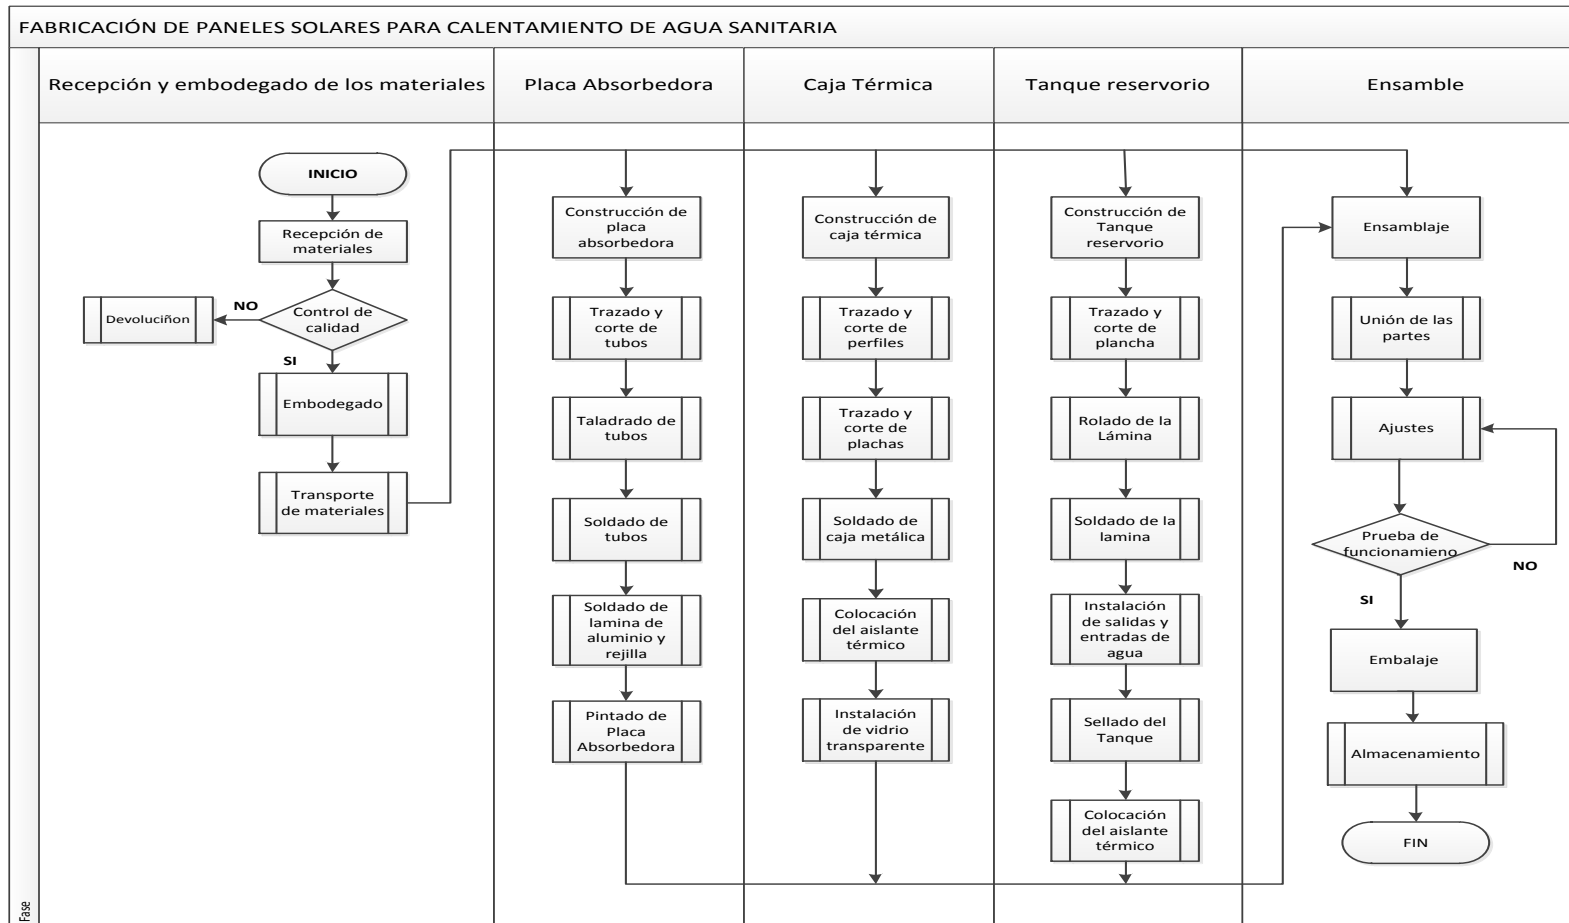 FABRICACIÓN DE PANELES SOLARES PARA CALENTAMIENTO DE AGUA SANITARIA
Recepción y embodegado de los materiales
Placa Absorbedora
Caja Térmica
Tanque reservorio
Ensamble
INICIO
Recepción de
materiales
Control de
calidad
NO
Devoluciñon
SI
Embodegado
Transporte
de materiales
Construcción de
placa
absorbedora
Trazado y
corte de
tubos
Taladrado de
tubos
Soldado de
tubos
Soldado de
lamina de
aluminio y
rejilla
Pintado de
Placa
Absorbedora
Construcción de
caja térmica
Trazado y
corte de
perfiles
Trazado y
corte de
plachas
Soldado de
caja metálica
Colocación
del aislante
térmico
Instalación
de vidrio
transparente
Construcción de
Tanque
reservorio
Trazado y
corte de
plancha
Rolado de la
Lámina
Soldado de la
lamina
Instalación
de salidas y
entradas de
agua
Sellado del
Tanque
Colocación
del aislante
térmico
Ensamblaje
Unión de las
partes
Ajustes
Prueba de
funcionamieno
NO
SI
Embalaje
Almacenamiento
FIN
Fase